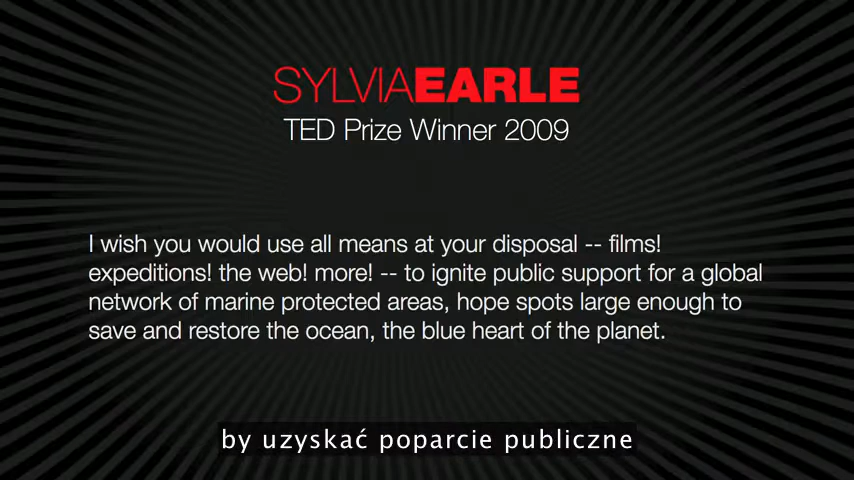 SYLVIAEARLE
TED Prize Winner 2009
I wish you would use all means at your disposal -- films!
expeditions! the web! more! -- to ignite public support for a global
network of marine protected areas, hope spots large enough to
save and restore the ocean, the blue heart of the planet.
by uzyskać poparcie publiczne